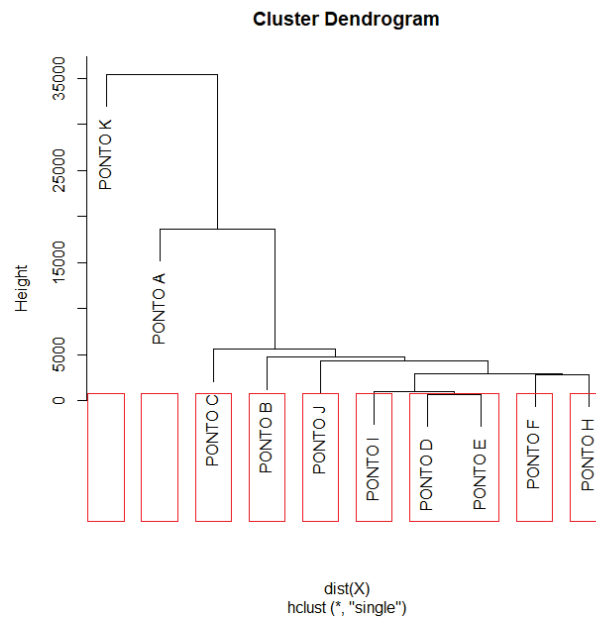 Cluster Dendrogram
Height
35000
25000
15000
5000
0
PONTO K
PONTO A
PONTO C
PONTO B
PONTO J
PONTO I
PONTO D
PONTO E
PONTO F
PONTO H
dist(X)
hclust (*, "single")